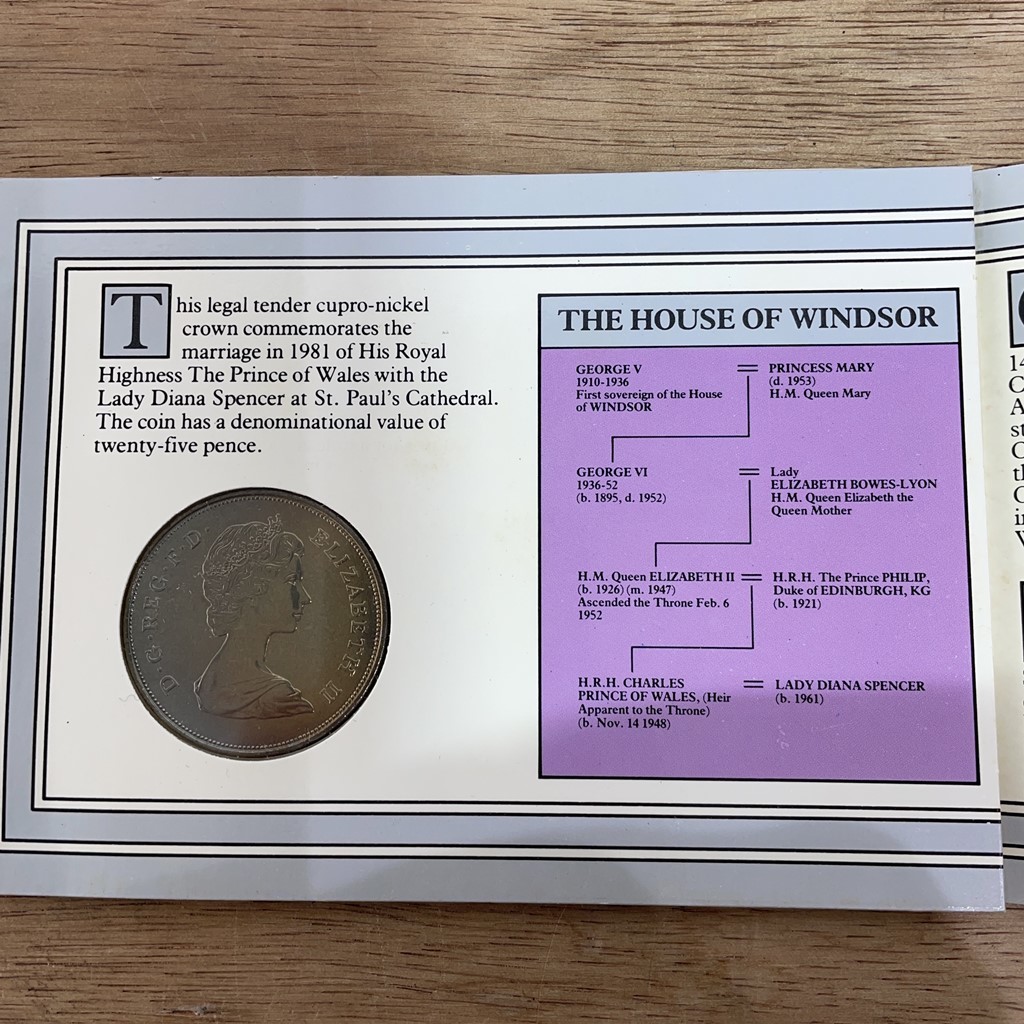 This legal tender cupro-nickel
crown commemorates the
marriage in 1981 of His Royal
Highness The Prince of Wales with the
Lady Diana Spencer at St. Paul's Cathedral.
The coin has a denominational value of
twenty-five pence.
D·G·REG·F·D· ELIZABETH II
THE HOUSE OF WINDSOR
GEORGE V
1910-1936
First sovereign of the House
of WINDSOR
PRINCESS MARY
(d. 1953)
H.M. Queen Mary
GEORGE VI
1936-52
(b. 1895, d. 1952)
Lady
ELIZABETH BOWES-LYON
H.M. Queen Elizabeth the
Queen Mother
H.M. Queen ELIZABETH II
(b. 1926) (m. 1947)
Ascended the Throne Feb. 6
1952
H.R.H. The Prince PHILIP,
Duke of EDINBURGH, KG
(b. 1921)
H.R.H. CHARLES
PRINCE OF WALES, (Heir
Apparent to the Throne)
(b. Nov. 14 1948)
LADY DIANA SPENCER
(b. 1961)